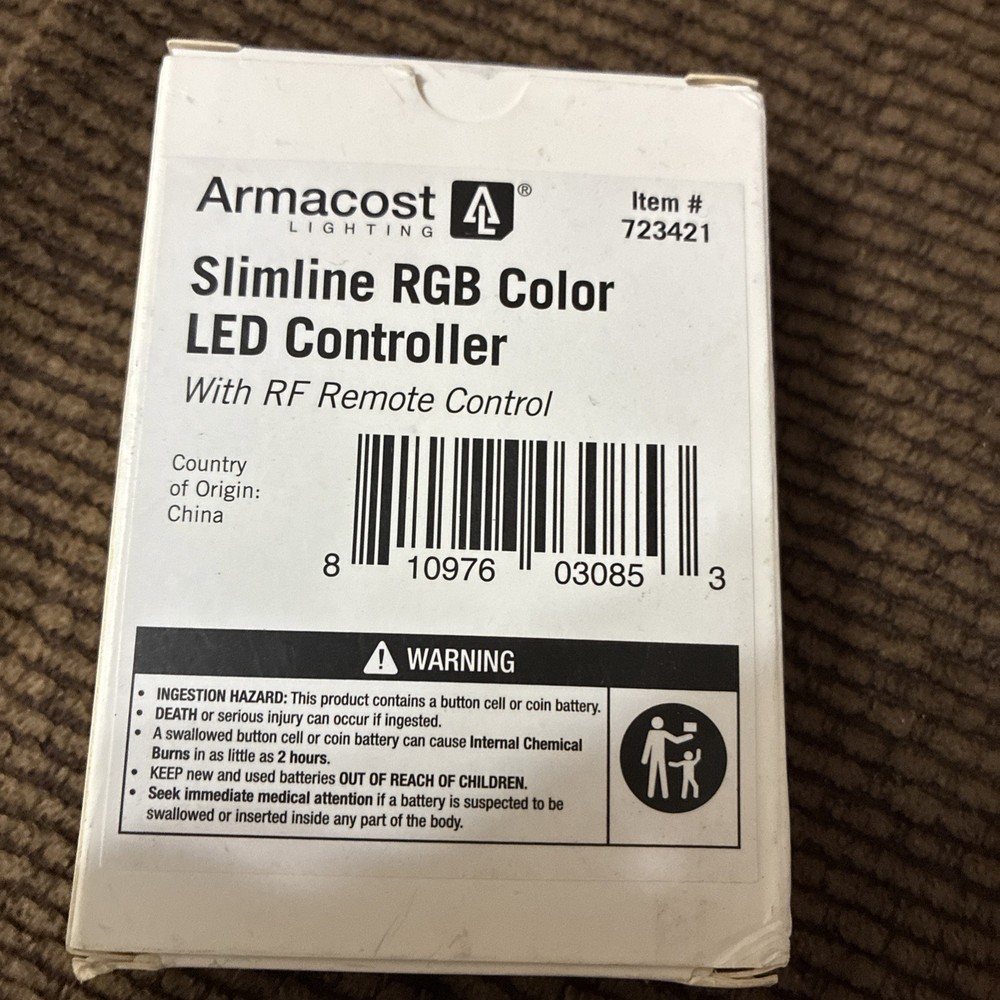 Armacost ®
LIGHTING
Item #
723421
Slimline RGB Color
LED Controller
With RF Remote Control
Country
of Origin:
China
8 10976 03085 3
WARNING
• INGESTION HAZARD: This product contains a button cell or coin battery.
• DEATH or serious injury can occur if ingested.
• A swallowed button cell or coin battery can cause Internal Chemical
Burns in as little as 2 hours.
• KEEP new and used batteries OUT OF REACH OF CHILDREN.
• Seek immediate medical attention if a battery is suspected to be
swallowed or inserted inside any part of the body.